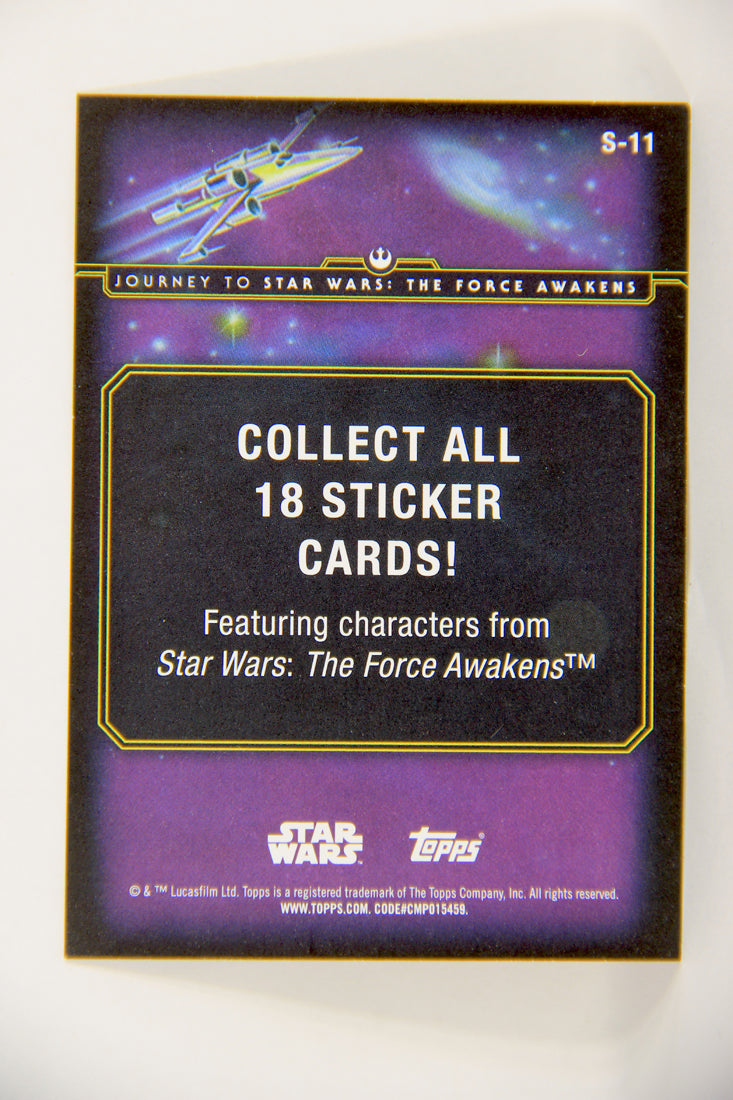 S-11
JOURNEY TO STAR WARS: THE FORCE AWAKENS
COLLECT ALL
18 STICKER
CARDS!
Featuring characters from
Star Wars: The Force Awakens™
STAR
WARS
topps®
© & ™ Lucasfilm Ltd. Topps is a registered trademark of The Topps Company, Inc. All rights reserved.
WWW.TOPPS.COM. CODE#CMP015459.